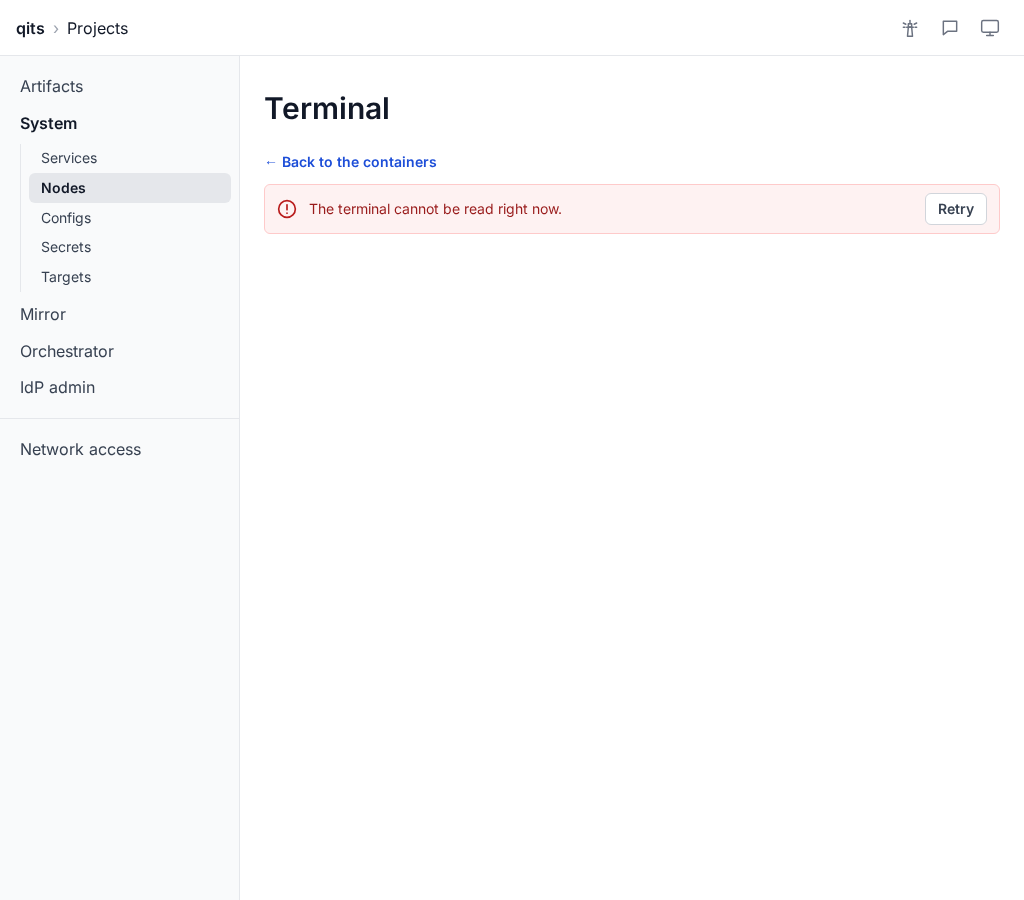 qits › Projects
Artifacts
System
Services
Nodes
Configs
Secrets
Targets
Mirror
Orchestrator
IdP admin
Network access
Terminal
← Back to the containers
The terminal cannot be read right now.
Retry